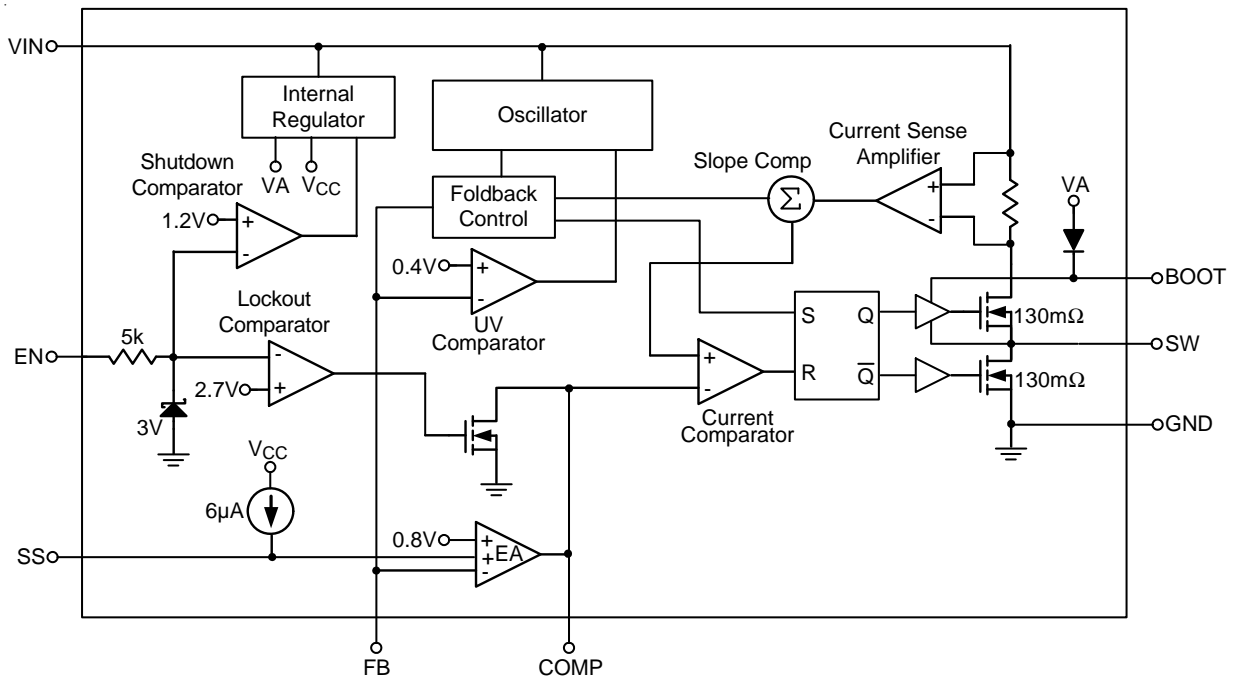 VIN
Internal
Regulator
Oscillator
Shutdown
Comparator
VA
VCC
1.2V
+
-
Foldback
Control
Slope Comp
Σ
Current Sense
Amplifier
+
-
VA
0.4V
+
-
UV
Comparator
BOOT
Lockout
Comparator
S
Q
130mΩ
EN
5k
-
+
2.7V
3V
+
-
Current
Comparator
R
Q̅
SW
130mΩ
GND
VCC
6µA
SS
0.8V
+
+
-
EA
FB
COMP